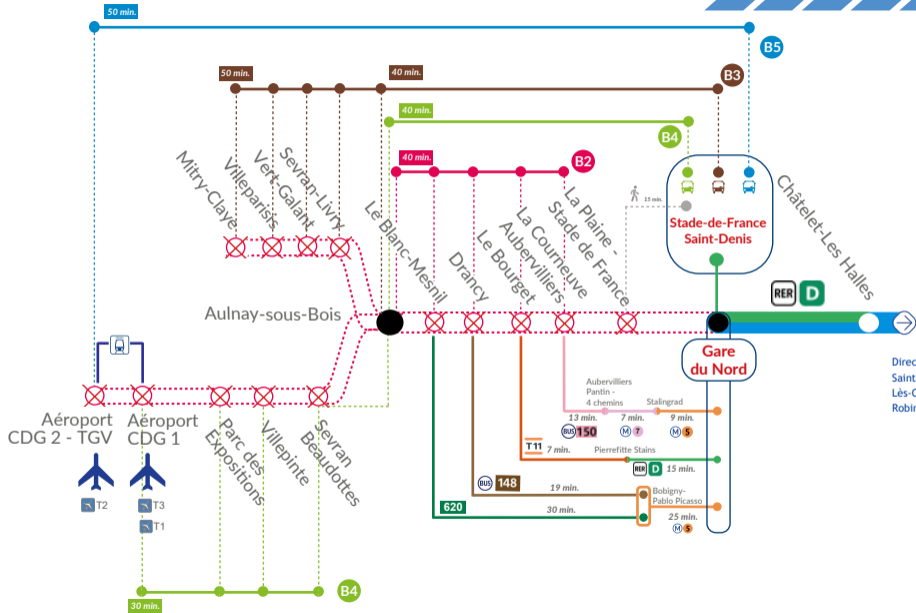 50 min.
B5
50 min.
40 min.
B3
40 min.
B4
40 min.
B2
Mitry-Claye
Villeparisis
Vert-Galant
Sevran-Livry
Le Blanc-Mesnil
Drancy
Le Bourget
La Courneuve
Aubervilliers
La Plaine -
Stade de France
15 min.
Stade-de-France
Saint-Denis
Châtelet-Les Halles
RER D
Aulnay-sous-Bois
Gare
du Nord
Direc
Saint
Lès-C
Robin
Aéroport
CDG 2 - TGV
Aéroport
CDG 1
Parc des
Expositions
Villepinte
Sevran
Beaudottes
T2
T3
T1
Aubervilliers
Pantin -
4 chemins
Stalingrad
13 min.
7 min.
9 min.
BUS 150
M 7
M 5
T11
7 min.
Pierrefitte Stains
RER D
15 min.
BUS 148
19 min.
Bobigny-
Pablo Picasso
620
30 min.
25 min.
M 5
30 min.
B4